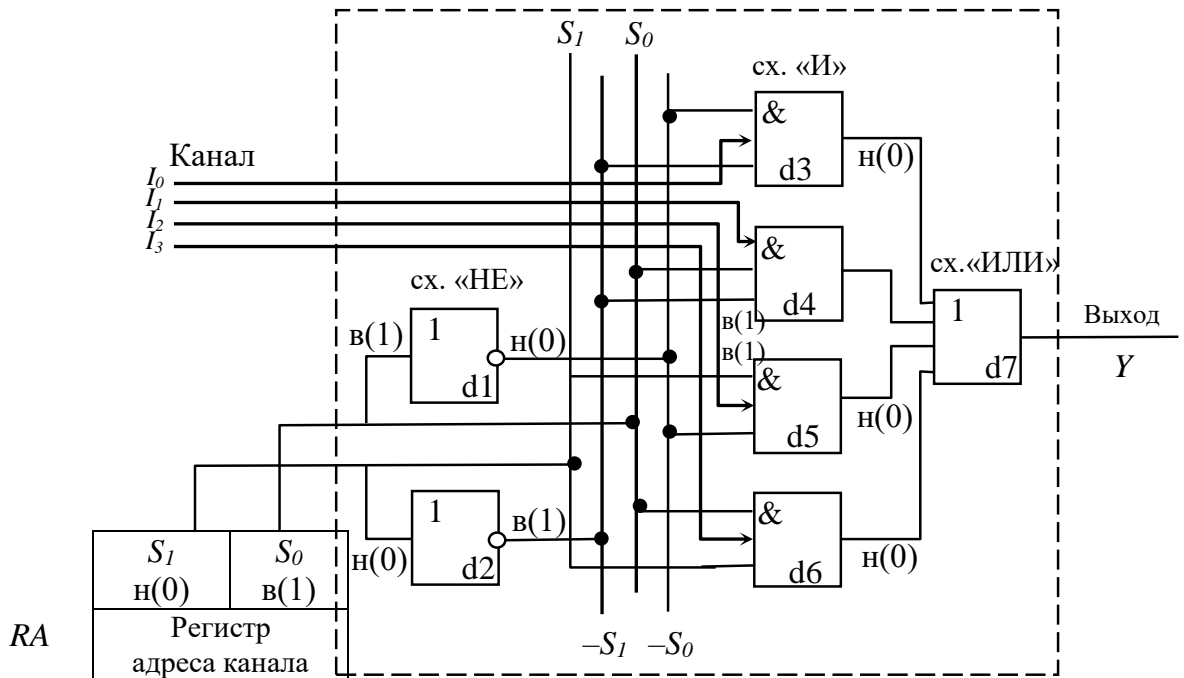 S1 S0
сх. «И»
&
d3
н(0)
Канал
I0
I1
I2
I3
&
d4
в(1)
сх. «НЕ»
1
d1
в(1)
н(0)
сх.«ИЛИ»
1
d7
Выход
Y
в(1)
&
d5
н(0)
1
d2
н(0)
в(1)
&
d6
н(0)
S1 S0
н(0) в(1)
RA
Регистр
адреса канала
–S1 –S0